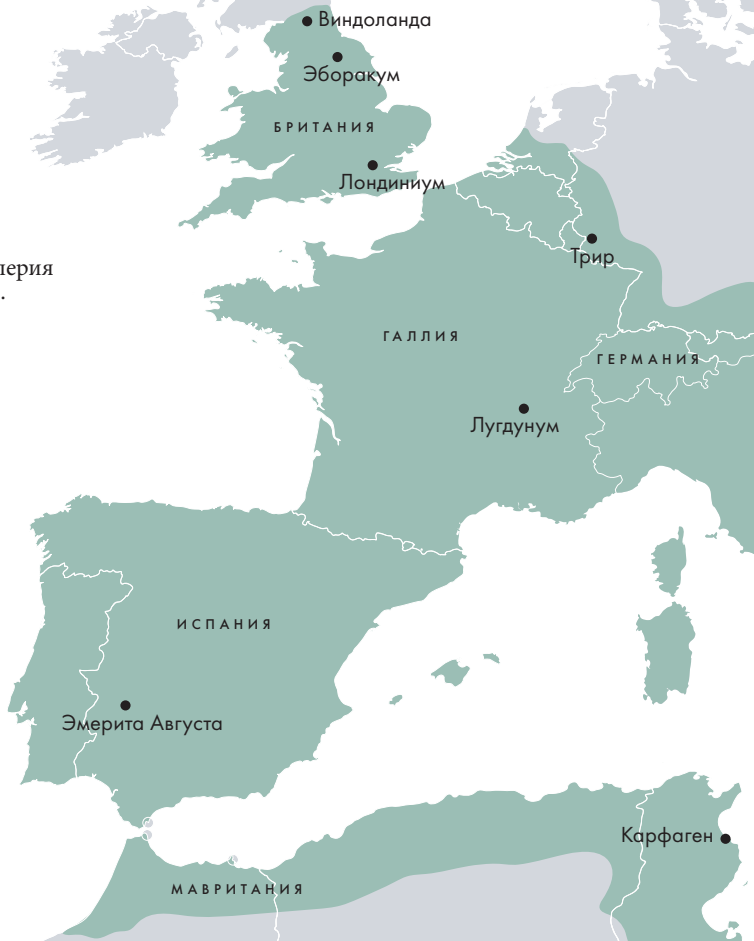 Виндоланда
Эборакум
БРИТАНИЯ
Лондиниум
Трир
ГАЛЛИЯ
ГЕРМАНИЯ
Лугдунум
ИСПАНИЯ
Эмерита Августа
Карфаген
МАВРИТАНИЯ